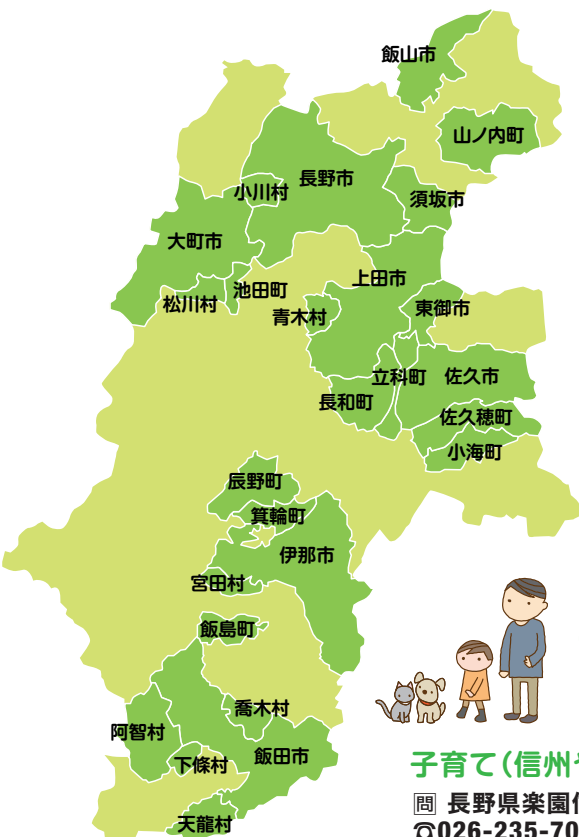 飯山市
山ノ内町
長野市
小川村
須坂市
大町市
上田市
池田町
松川村
東御市
青木村
立科町
佐久市
長和町
佐久穂町
小海町
辰野町
箕輪町
伊那市
宮田村
飯島町
喬木村
阿智村
飯田市
下條村
天龍村
子育て(信州
問 長野県楽園
☎026-235-70